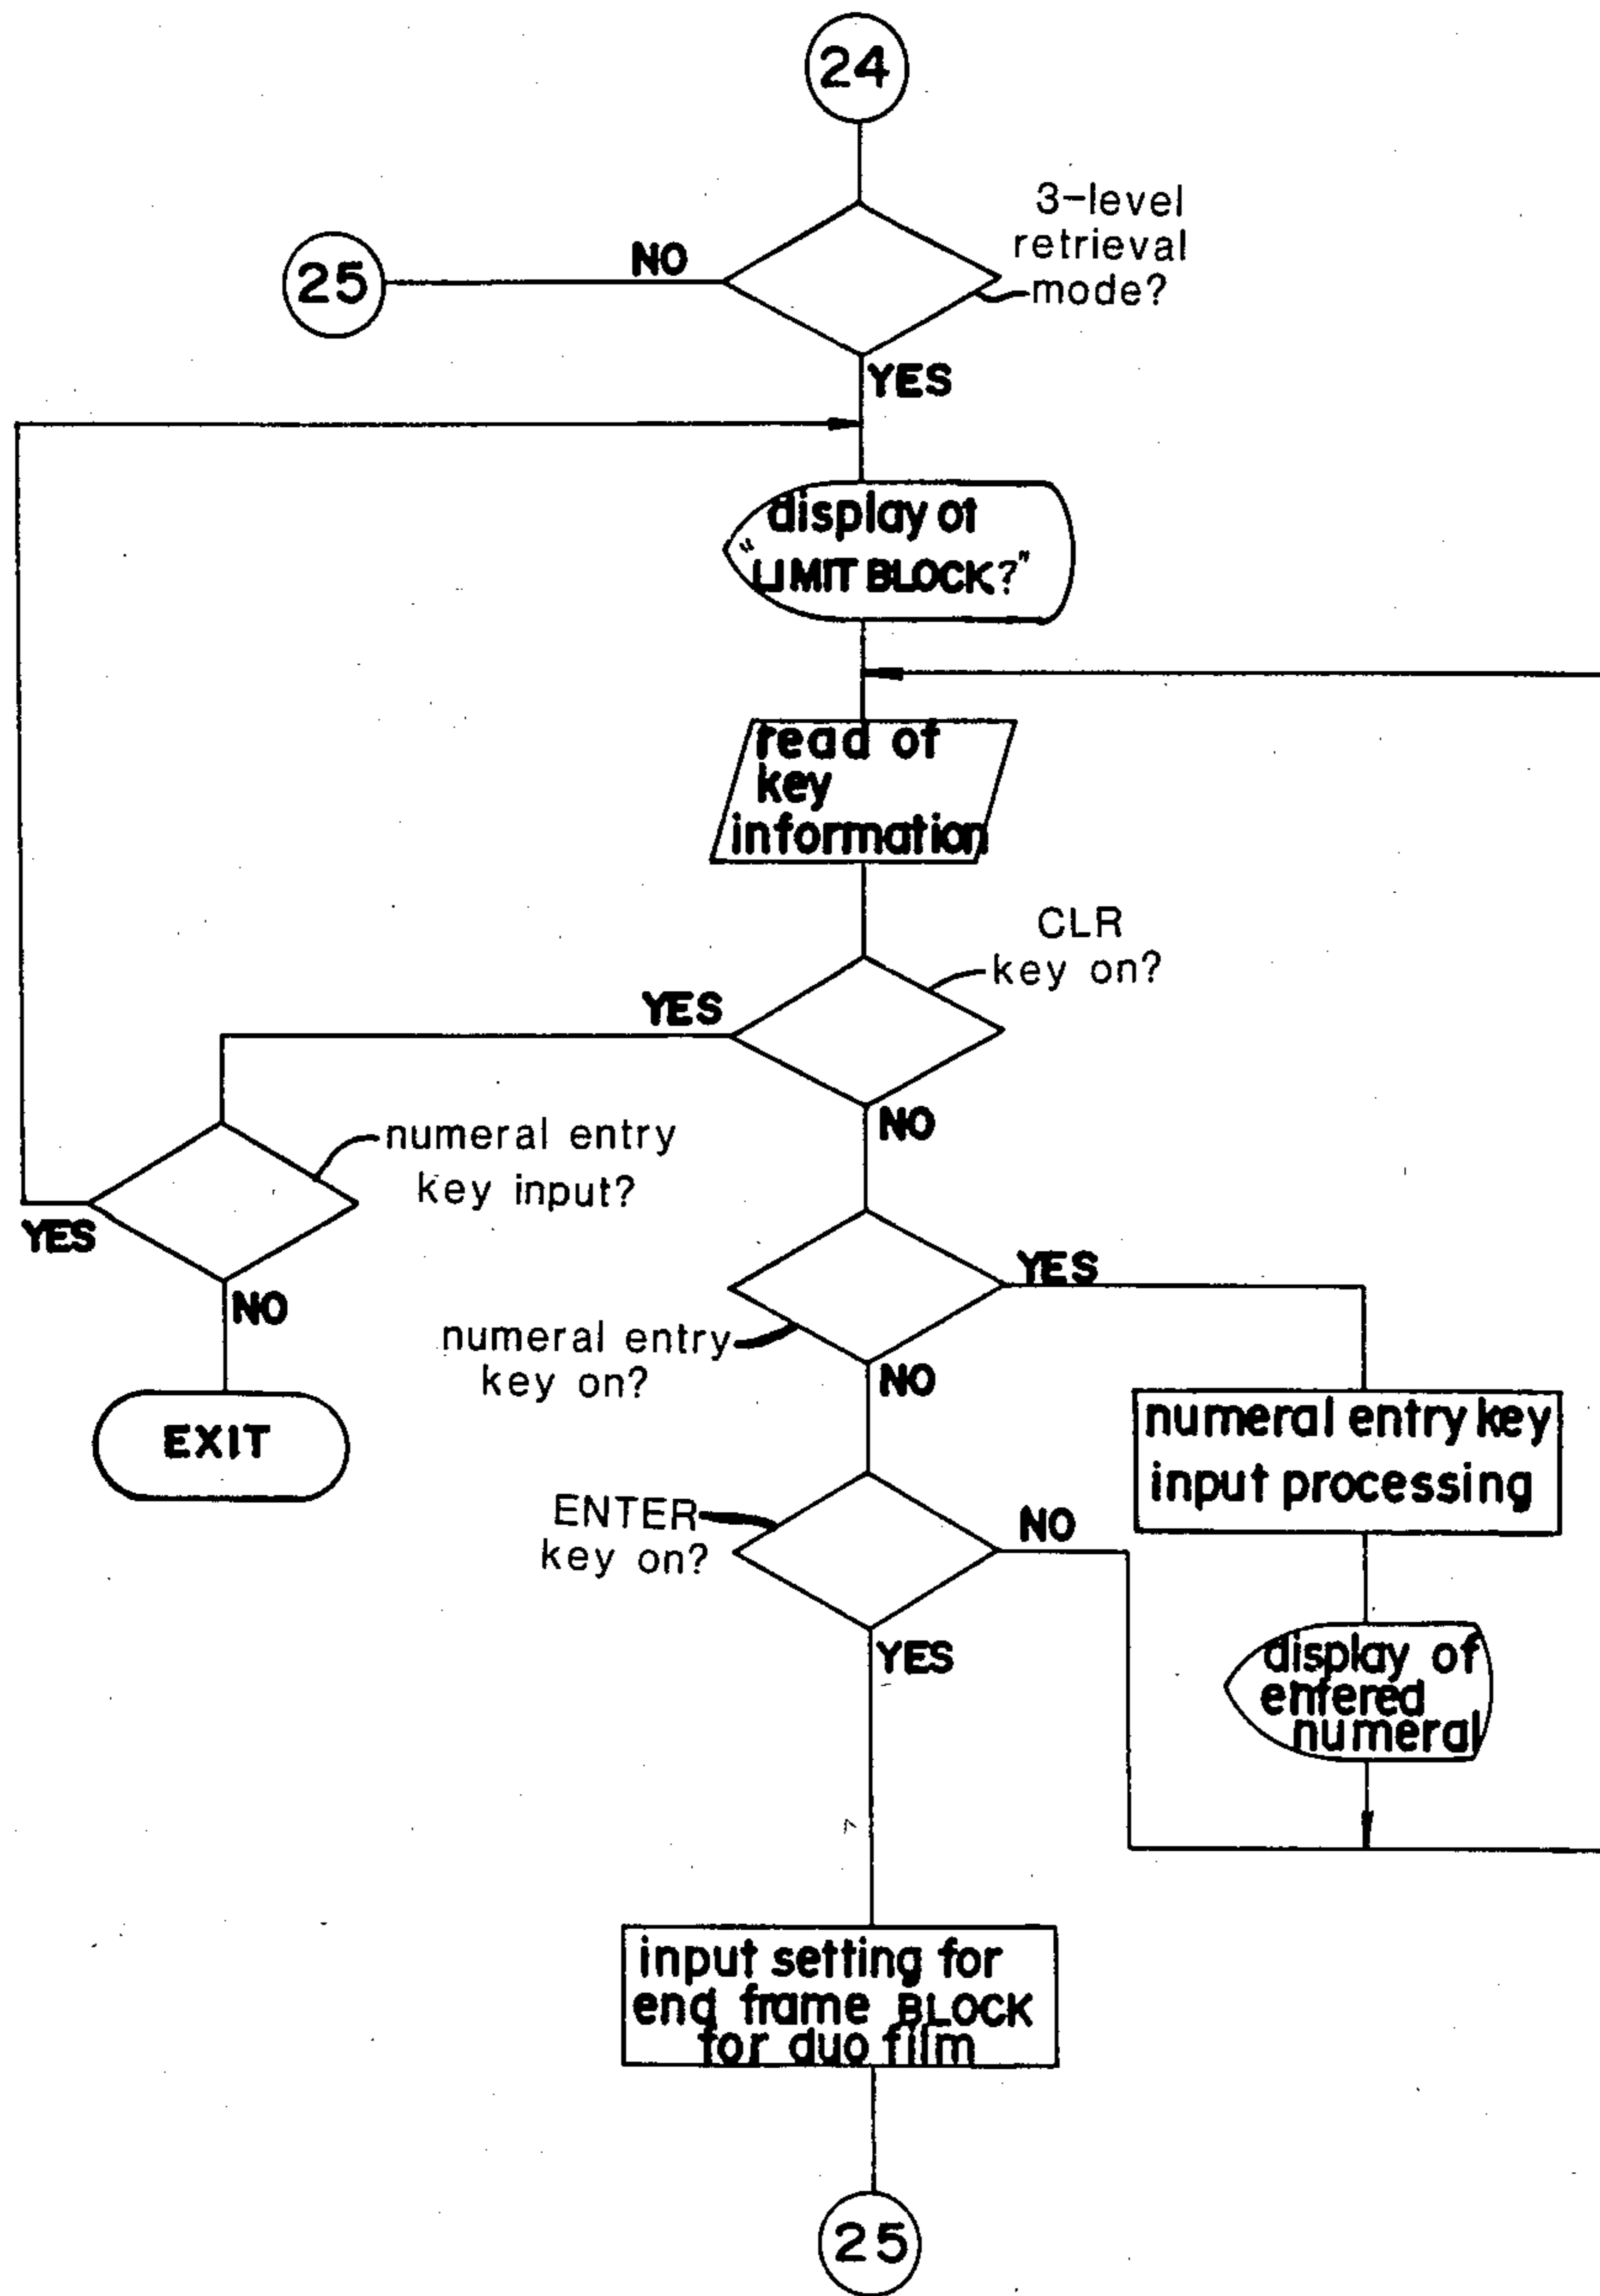 24
3-level
retrieval
mode?
NO
25
YES
display of
"LIMIT BLOCK?"
read of
key
information
CLR
key on?
YES
NO
numeral entry
key input?
YES
NO
EXIT
numeral entry
key on?
YES
NO
numeral entry key
input processing
ENTER
key on?
NO
YES
display of
entered
numeral
input setting for
end frame BLOCK
for duo film
25